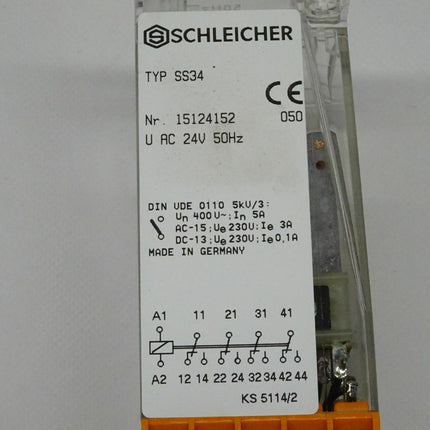 SCHLEICHER
TYP SS34
CE
Nr. 15124152 050
U AC 24V 50Hz
DIN VDE 0110 5kV/3:
Un 400V~; In 5A
AC-15; Ue 230V; Ie 3A
DC-13; Ue 230V; Ie 0,1A
MADE IN GERMANY
A1 11 21 31 41
A2 12 14 22 24 32 34 42 44
KS 5114/2